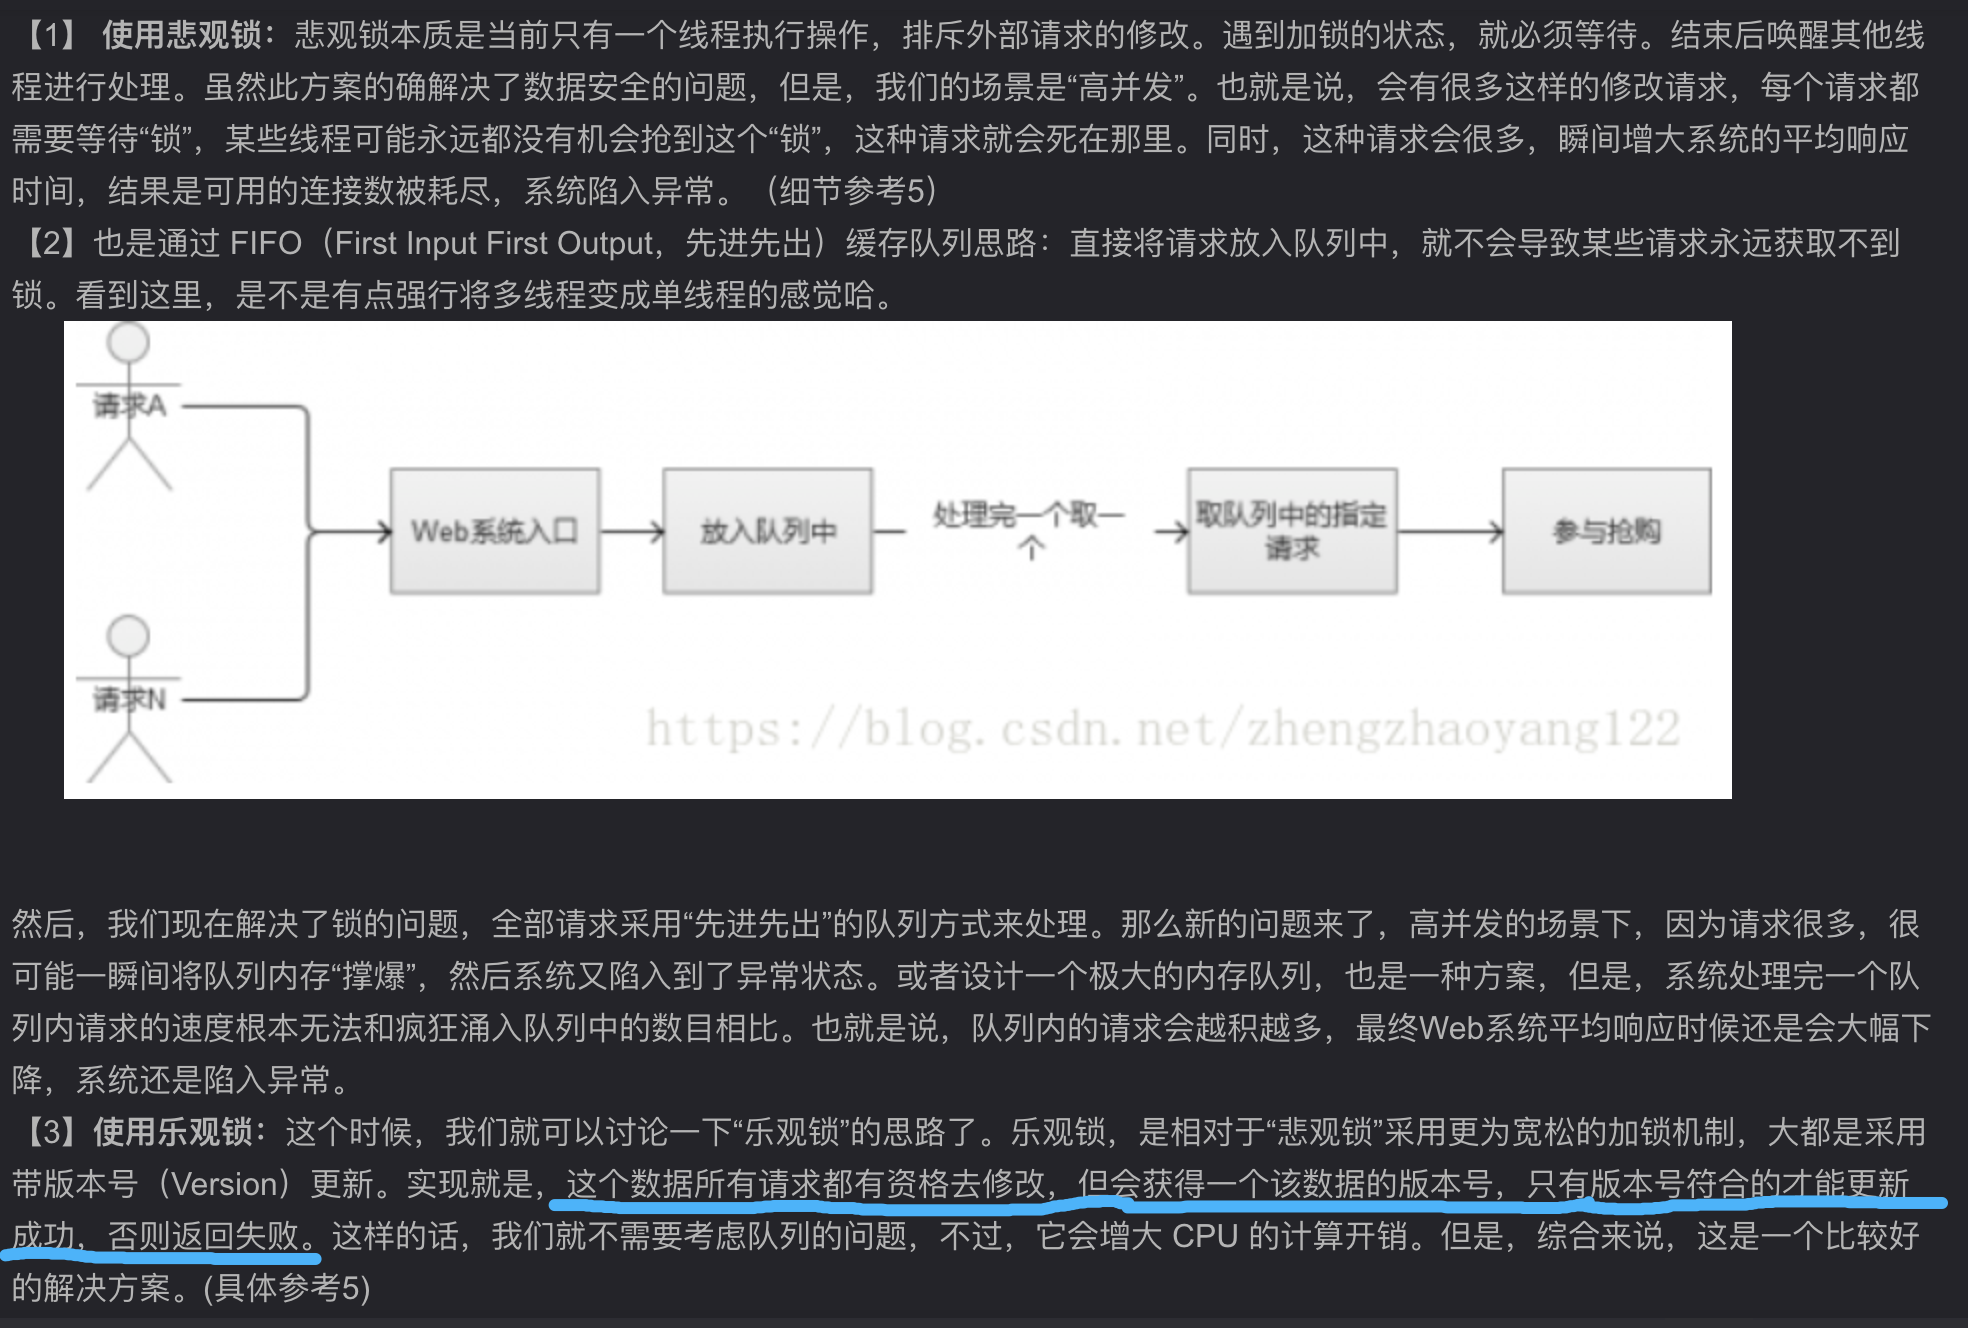 【1】 使用悲观锁：悲观锁本质是当前只有一个线程执行操作，排斥外部请求的修改。遇到加锁的状态，就必须等待。结束后唤醒其他线
程进行处理。虽然此方案的确解决了数据安全的问题，但是，我们的场景是“高并发”。也就是说，会有很多这样的修改请求，每个请求都
需要等待“锁”，某些线程可能永远都没有机会抢到这个“锁”，这种请求就会死在那里。同时，这种请求会很多，瞬间增大系统的平均响应
时间，结果是可用的连接数被耗尽，系统陷入异常。（细节参考5）
【2】也是通过 FIFO（First Input First Output，先进先出）缓存队列思路：直接将请求放入队列中，就不会导致某些请求永远获取不到
锁。看到这里，是不是有点强行将多线程变成单线程的感觉哈。
请求A
Web系统入口
放入队列中
处理完一个取一
个
取队列中的指定
请求
参与抢购
请求N
https://blog.csdn.net/zhengzhaoyang122
然后，我们现在解决了锁的问题，全部请求采用“先进先出”的队列方式来处理。那么新的问题来了，高并发的场景下，因为请求很多，很
可能一瞬间将队列内存“撑爆”，然后系统又陷入到了异常状态。或者设计一个极大的内存队列，也是一种方案，但是，系统处理完一个队
列内请求的速度根本无法和疯狂涌入队列中的数目相比。也就是说，队列内的请求会越积越多，最终Web系统平均响应时候还是会大幅下
降，系统还是陷入异常。
【3】使用乐观锁：这个时候，我们就可以讨论一下“乐观锁”的思路了。乐观锁，是相对于“悲观锁”采用更为宽松的加锁机制，大都是采用
带版本号（Version）更新。实现就是，这个数据所有请求都有资格去修改，但会获得一个该数据的版本号，只有版本号符合的才能更新
成功，否则返回失败。这样的话，我们就不需要考虑队列的问题，不过，它会增大 CPU 的计算开销。但是，综合来说，这是一个比较好
的解决方案。(具体参考5)